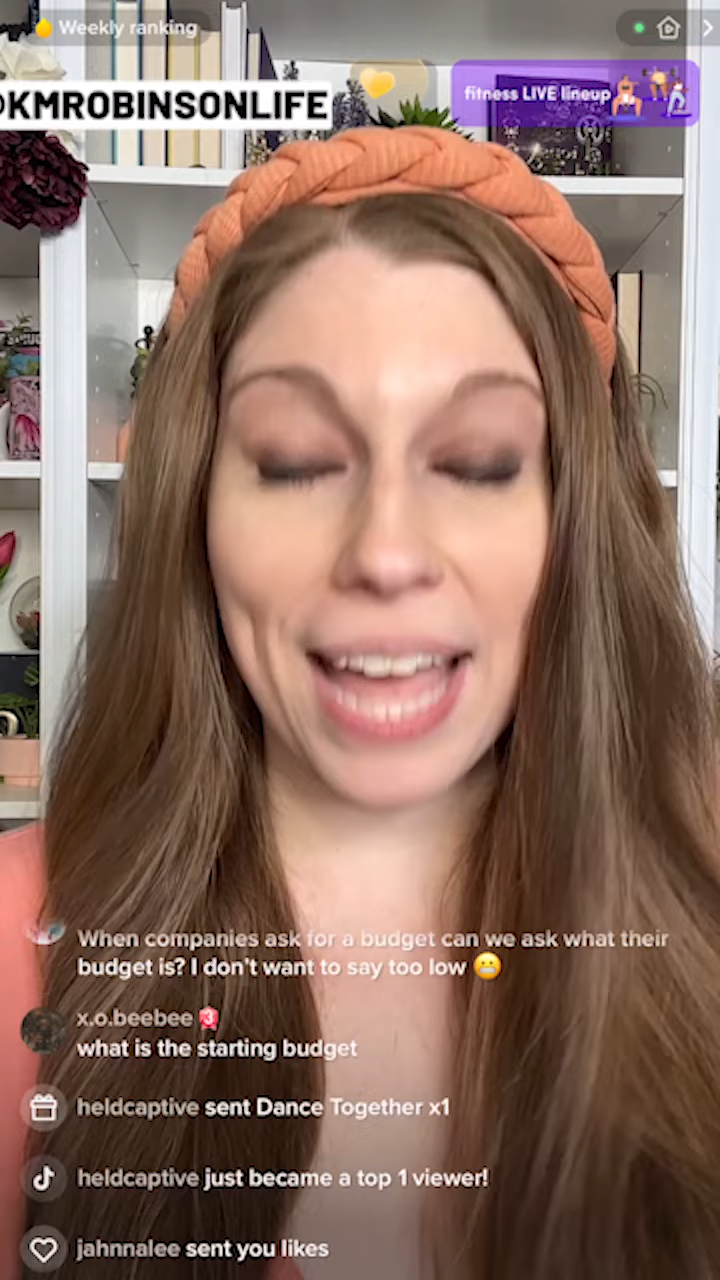 Weekly ranking
@KMROBINSONLIFE
fitness LIVE lineup
When companies ask for a budget can we ask what their
budget is? I don't want to say too low 😬
x.o.beebee 3
what is the starting budget
heldcaptive sent Dance Together x1
heldcaptive just became a top 1 viewer!
jahnnalee sent you likes